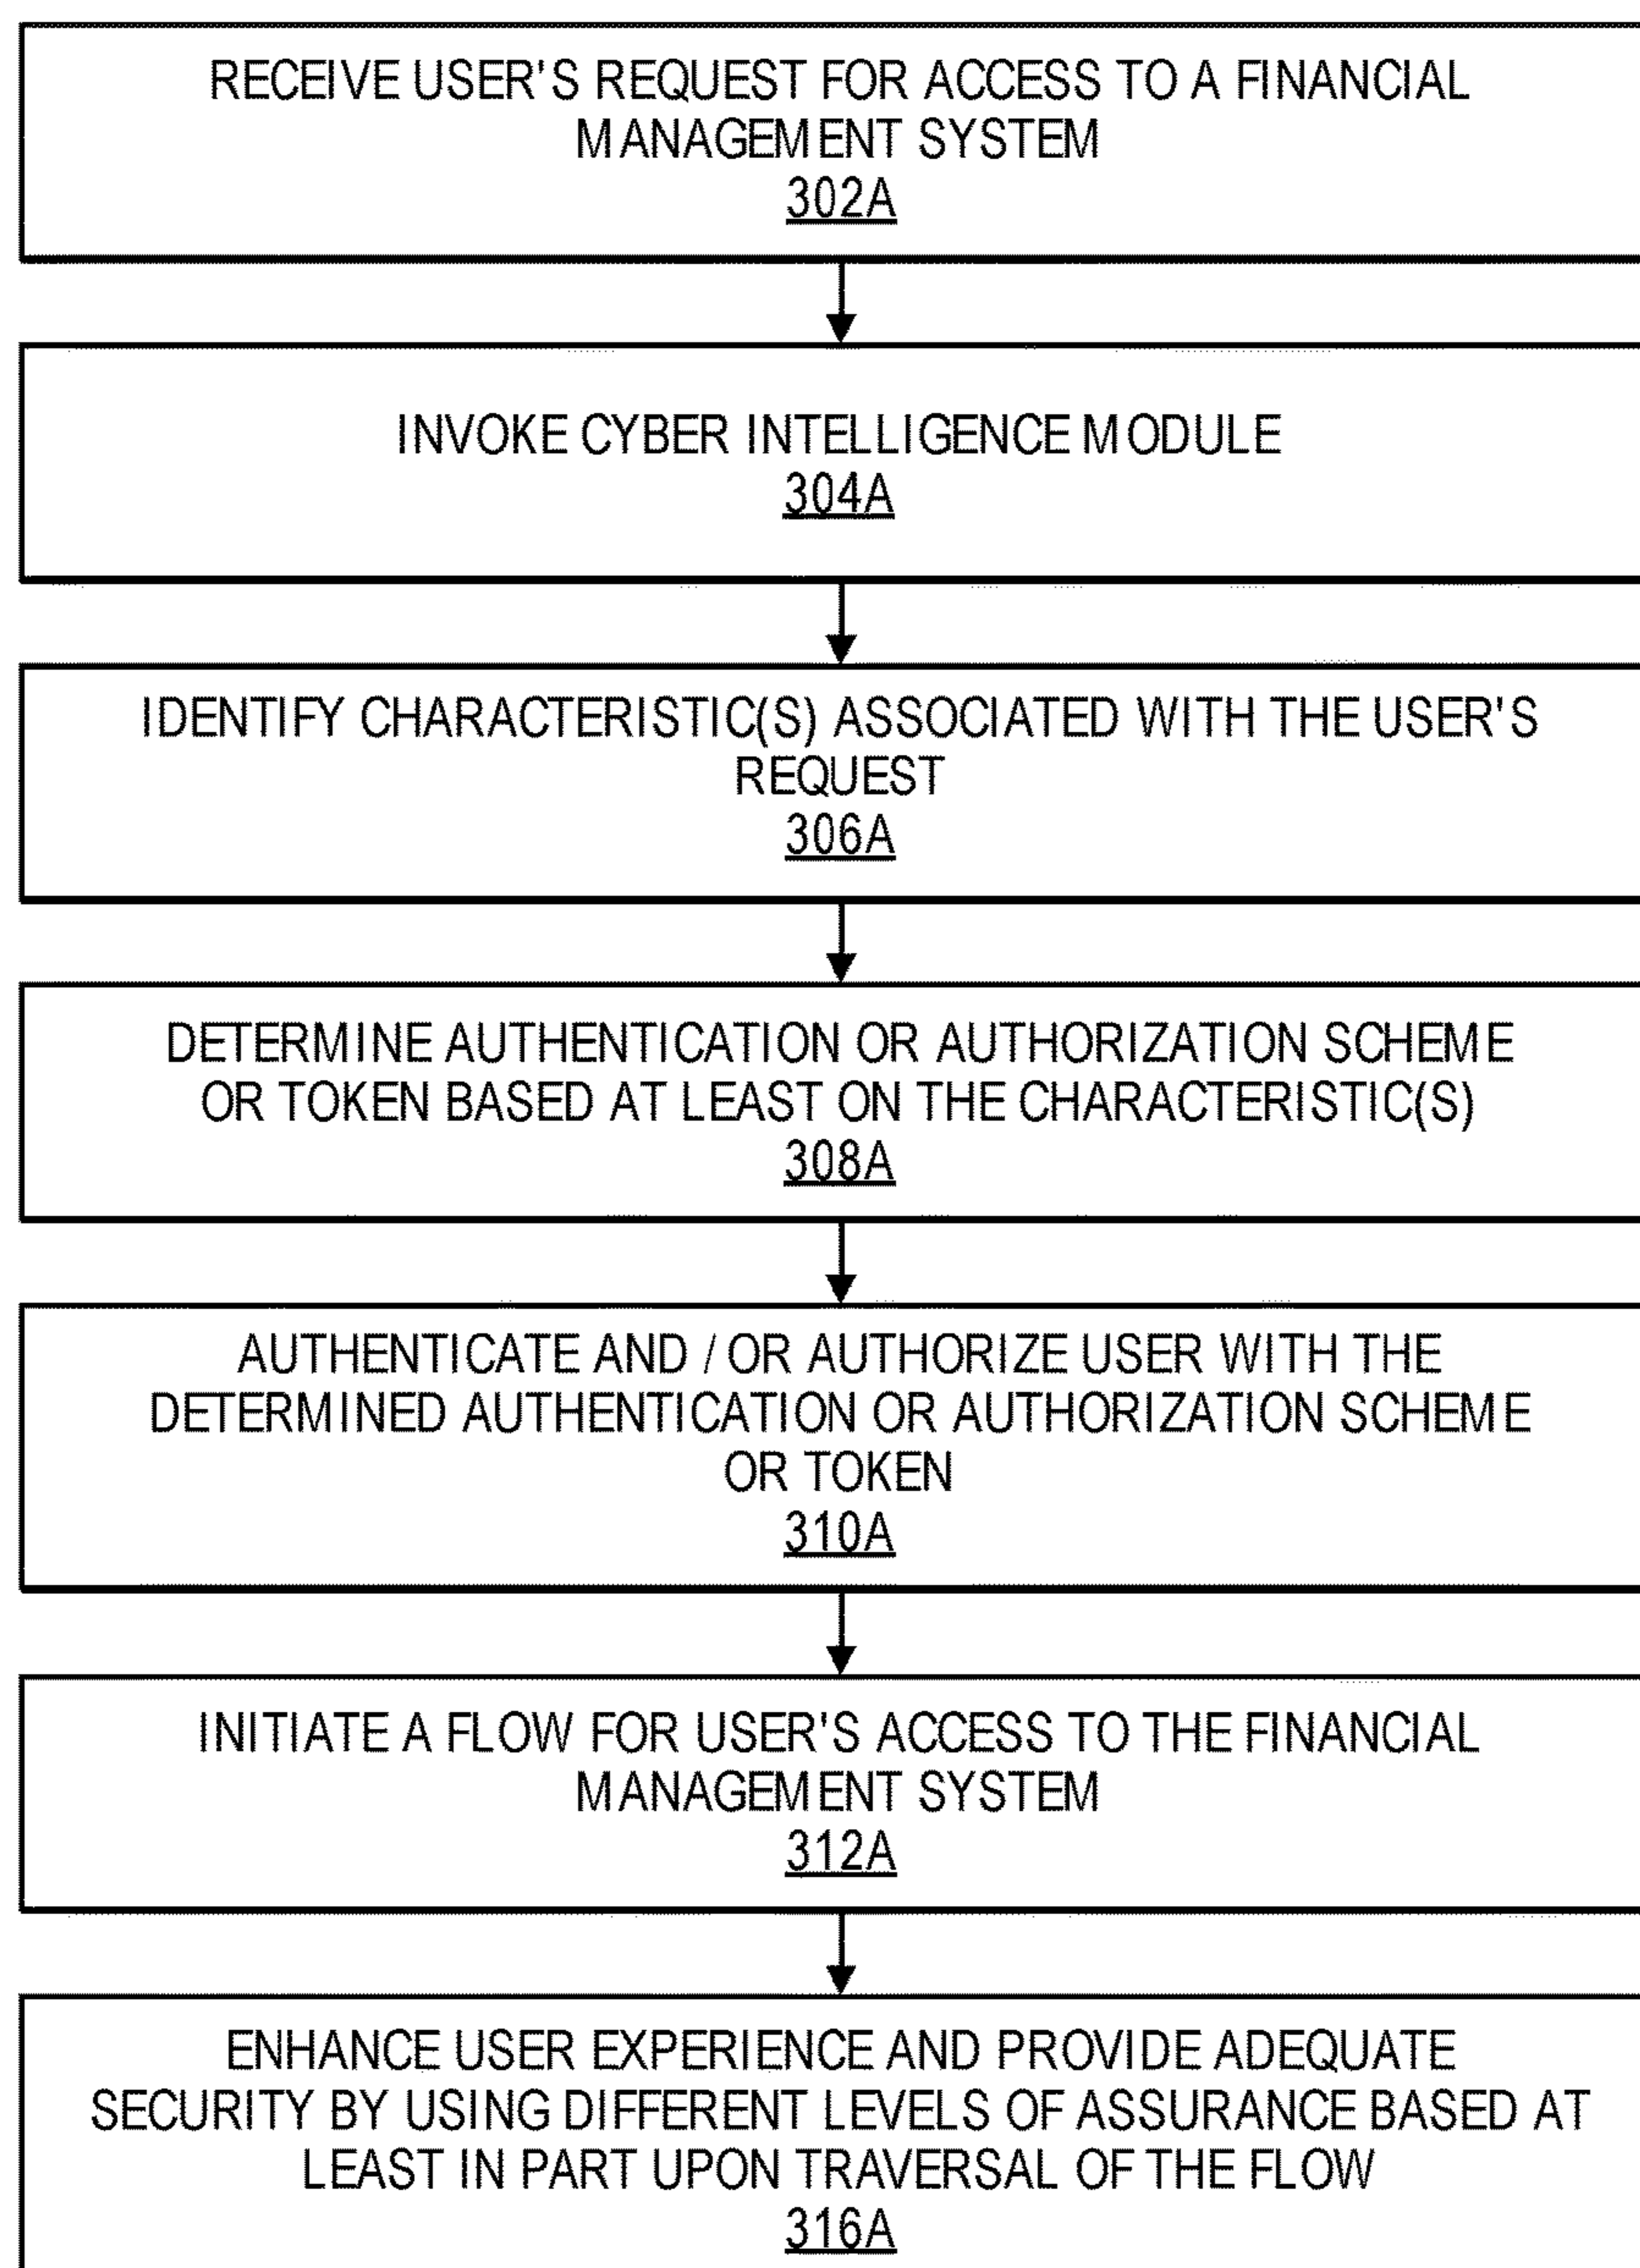 RECEIVE USER'S REQUEST FOR ACCESS TO A FINANCIAL
MANAGEMENT SYSTEM
302A
INVOKE CYBER INTELLIGENCE MODULE
304A
IDENTIFY CHARACTERISTIC(S) ASSOCIATED WITH THE USER'S
REQUEST
306A
DETERMINE AUTHENTICATION OR AUTHORIZATION SCHEME
OR TOKEN BASED AT LEAST ON THE CHARACTERISTIC(S)
308A
AUTHENTICATE AND / OR AUTHORIZE USER WITH THE
DETERMINED AUTHENTICATION OR AUTHORIZATION SCHEME
OR TOKEN
310A
INITIATE A FLOW FOR USER'S ACCESS TO THE FINANCIAL
MANAGEMENT SYSTEM
312A
ENHANCE USER EXPERIENCE AND PROVIDE ADEQUATE
SECURITY BY USING DIFFERENT LEVELS OF ASSURANCE BASED AT
LEAST IN PART UPON TRAVERSAL OF THE FLOW
316A